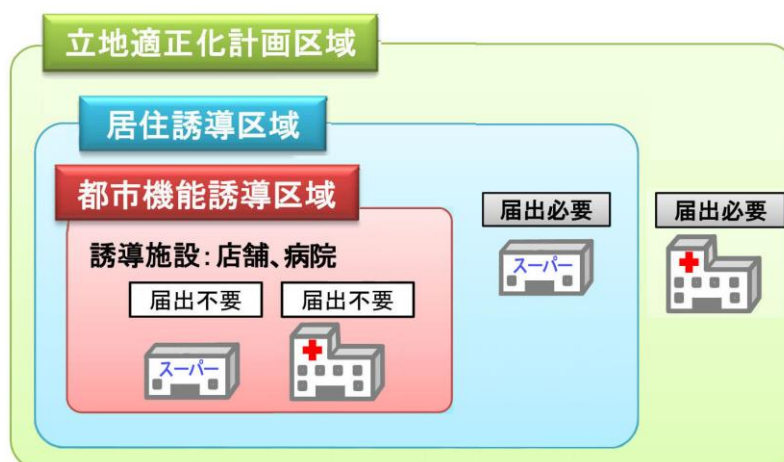 立地適正化計画区域
居住誘導区域
都市機能誘導区域
届出必要
届出必要
誘導施設:店舗、病院
スーパー
届出不要
届出不要
スーパー